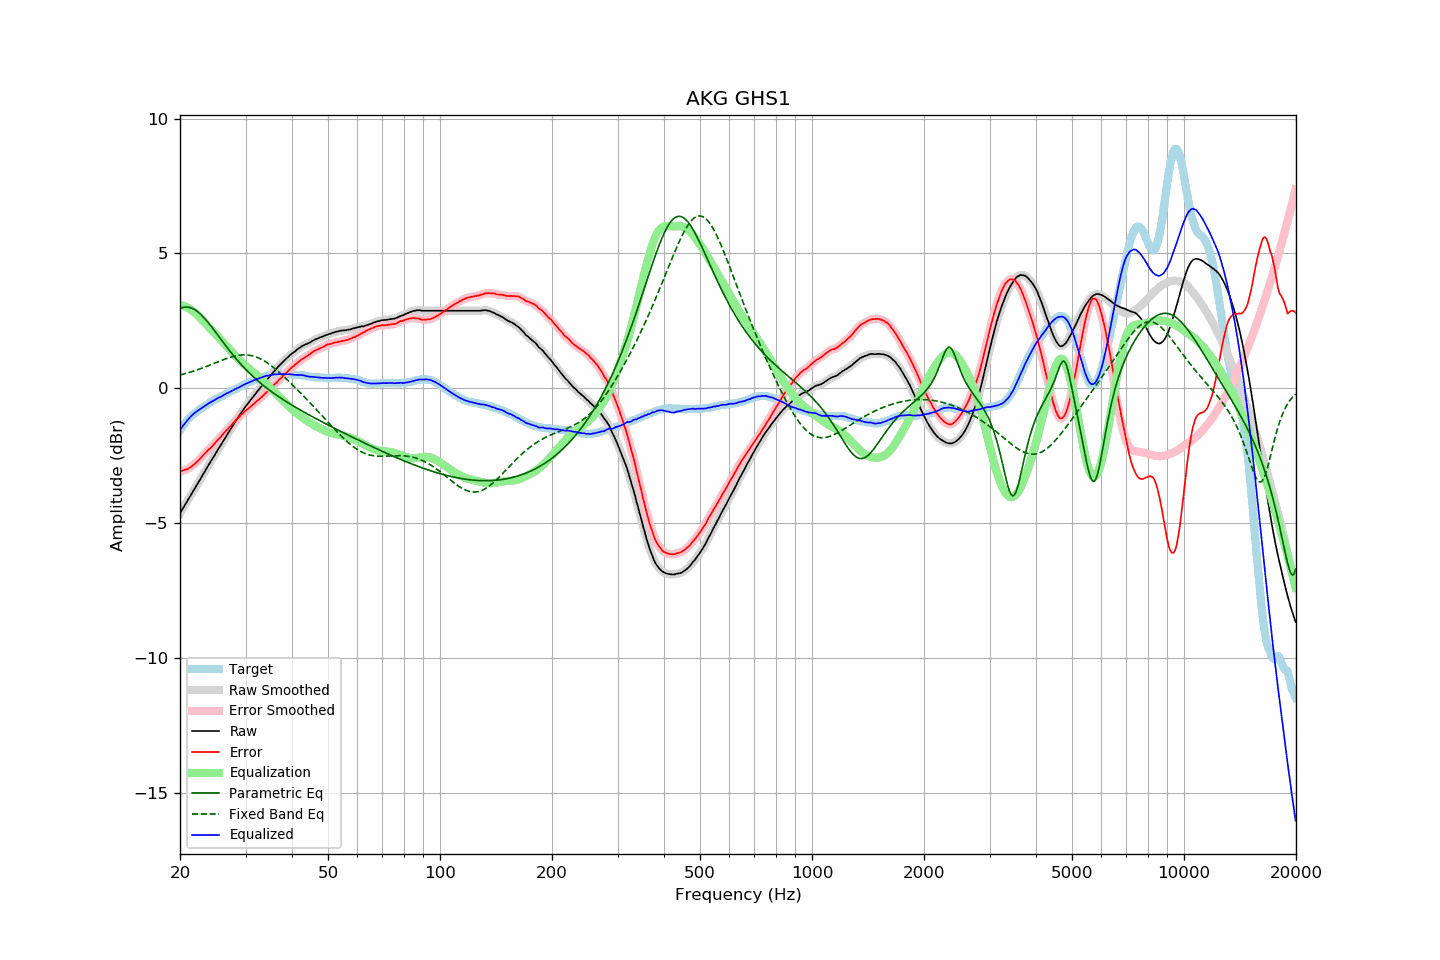 AKG GHS1
Amplitude (dBr)
10
5
0
−5
−10
−15
Target
Raw Smoothed
Error Smoothed
Raw
Error
Equalization
Parametric Eq
Fixed Band Eq
Equalized
20 50 100 200 500 1000 2000 5000 10000 20000
Frequency (Hz)